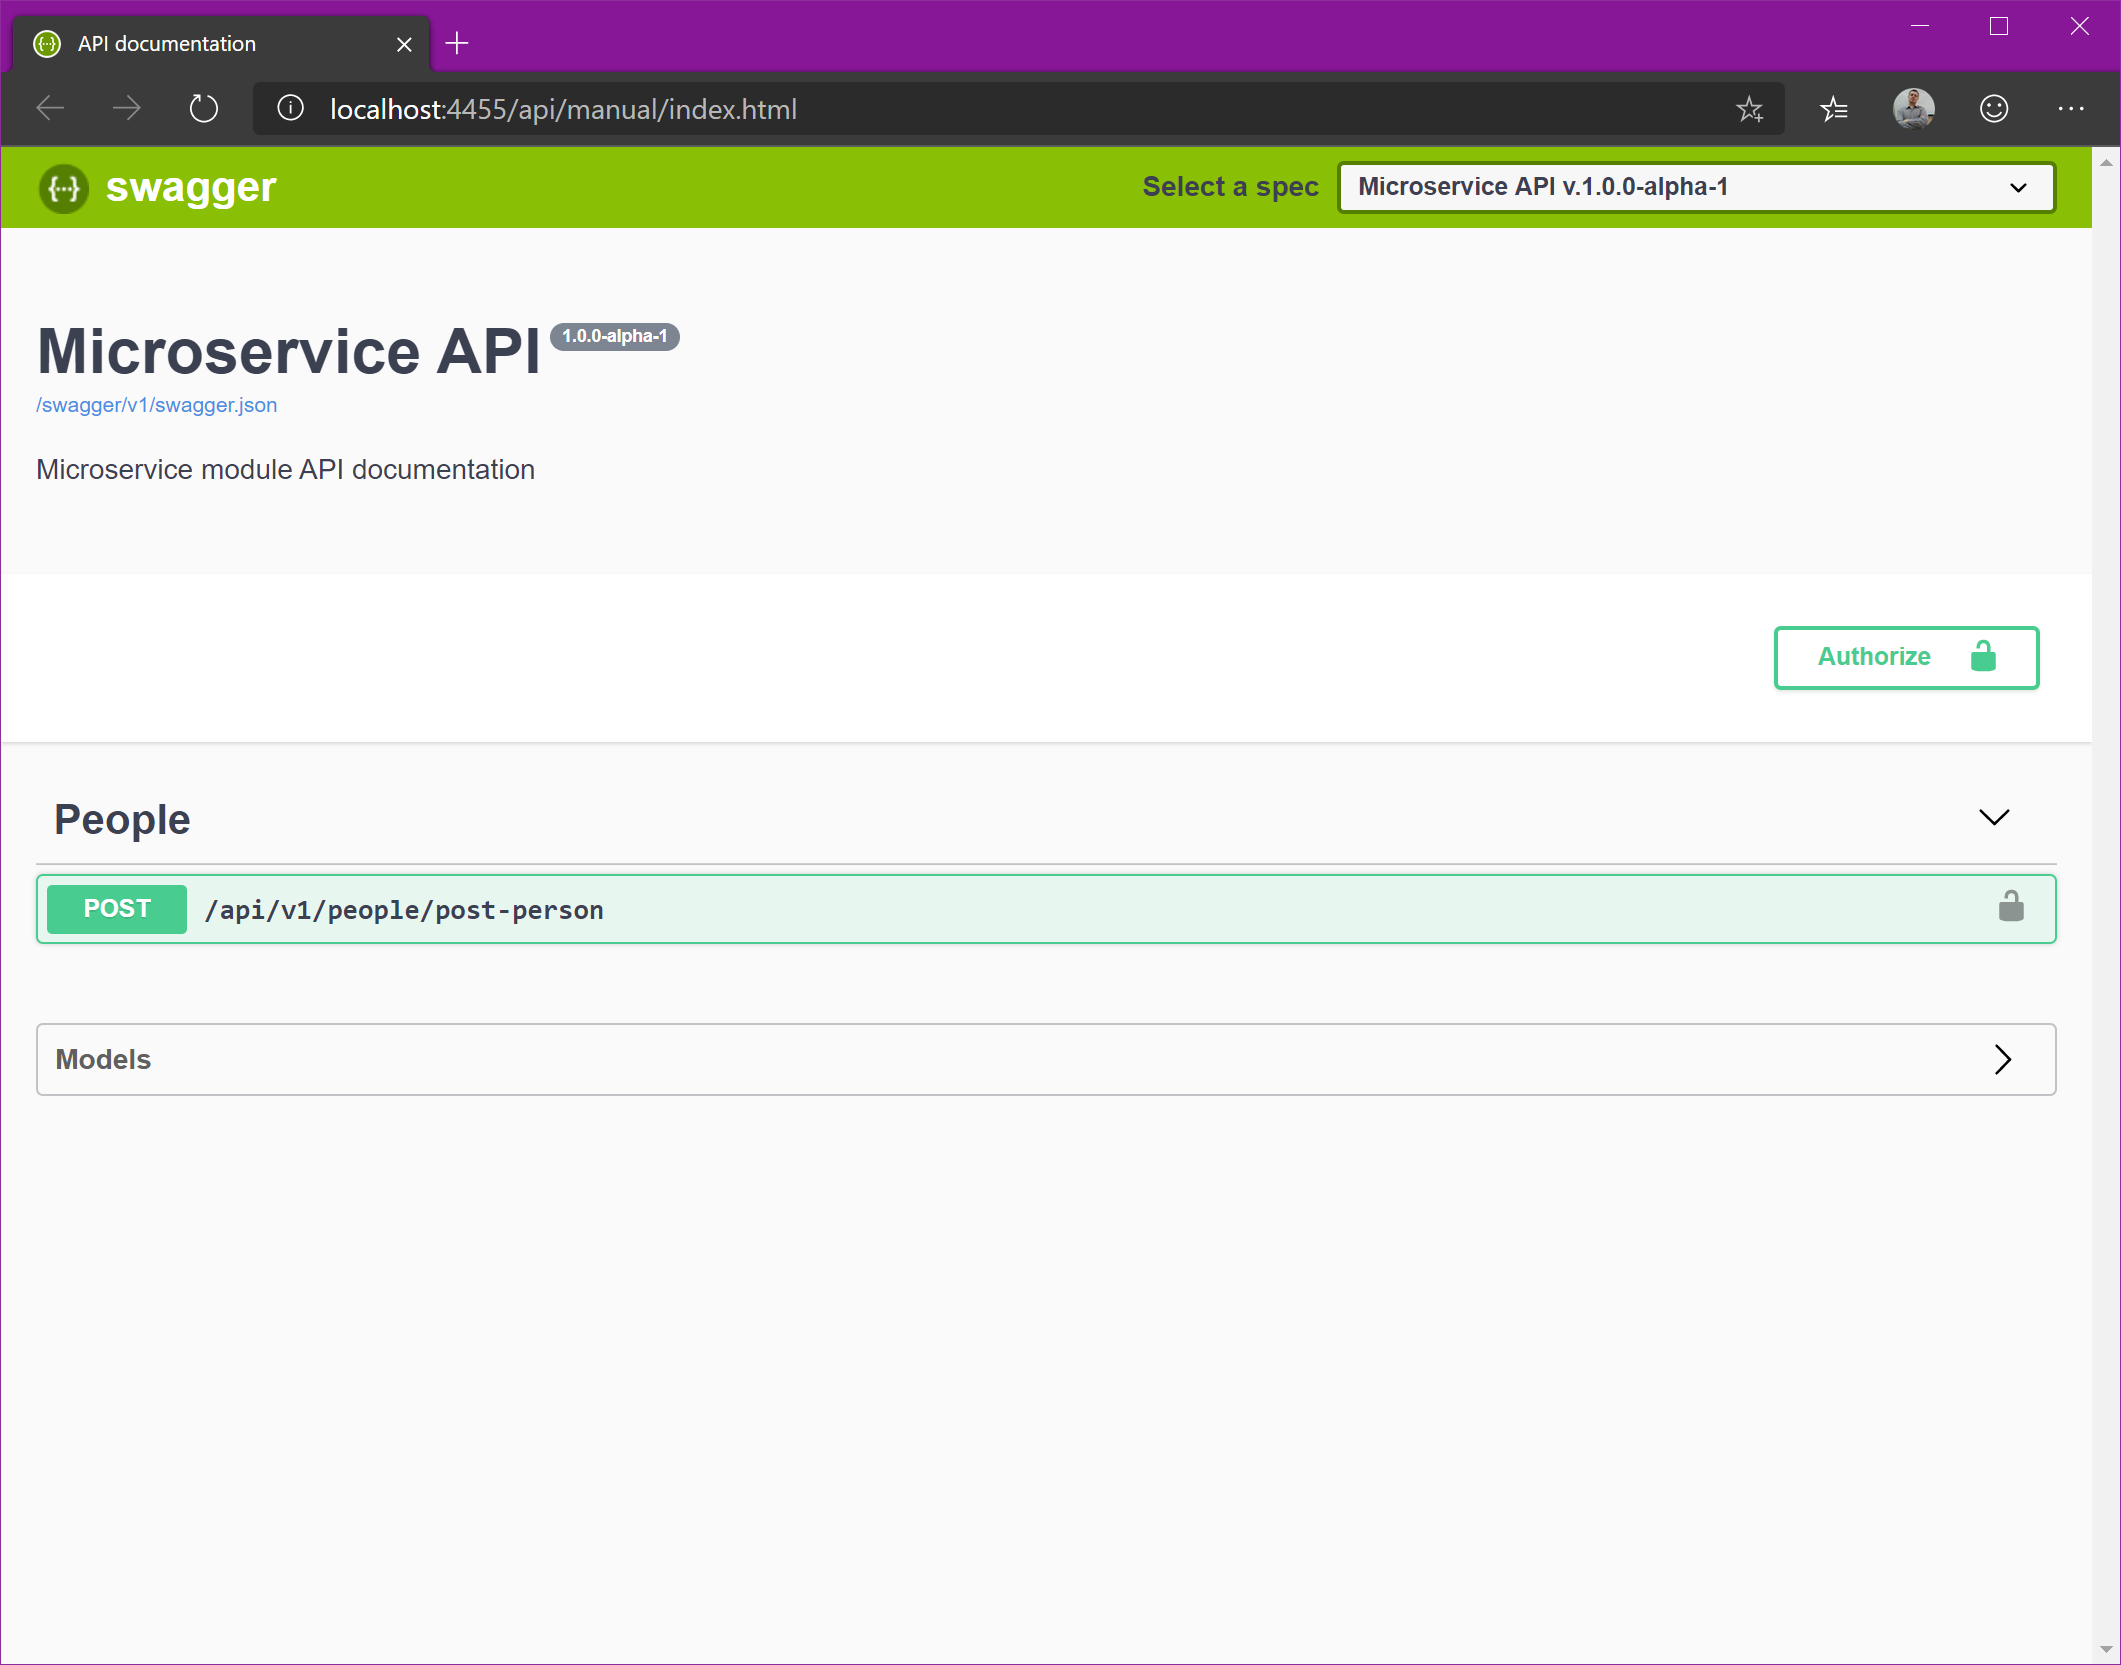 API documentation
localhost:4455/api/manual/index.html
swagger
Select a spec
Microservice API v.1.0.0-alpha-1
Microservice API 1.0.0-alpha-1
/swagger/v1/swagger.json
Microservice module API documentation
Authorize
People
POST /api/v1/people/post-person
Models